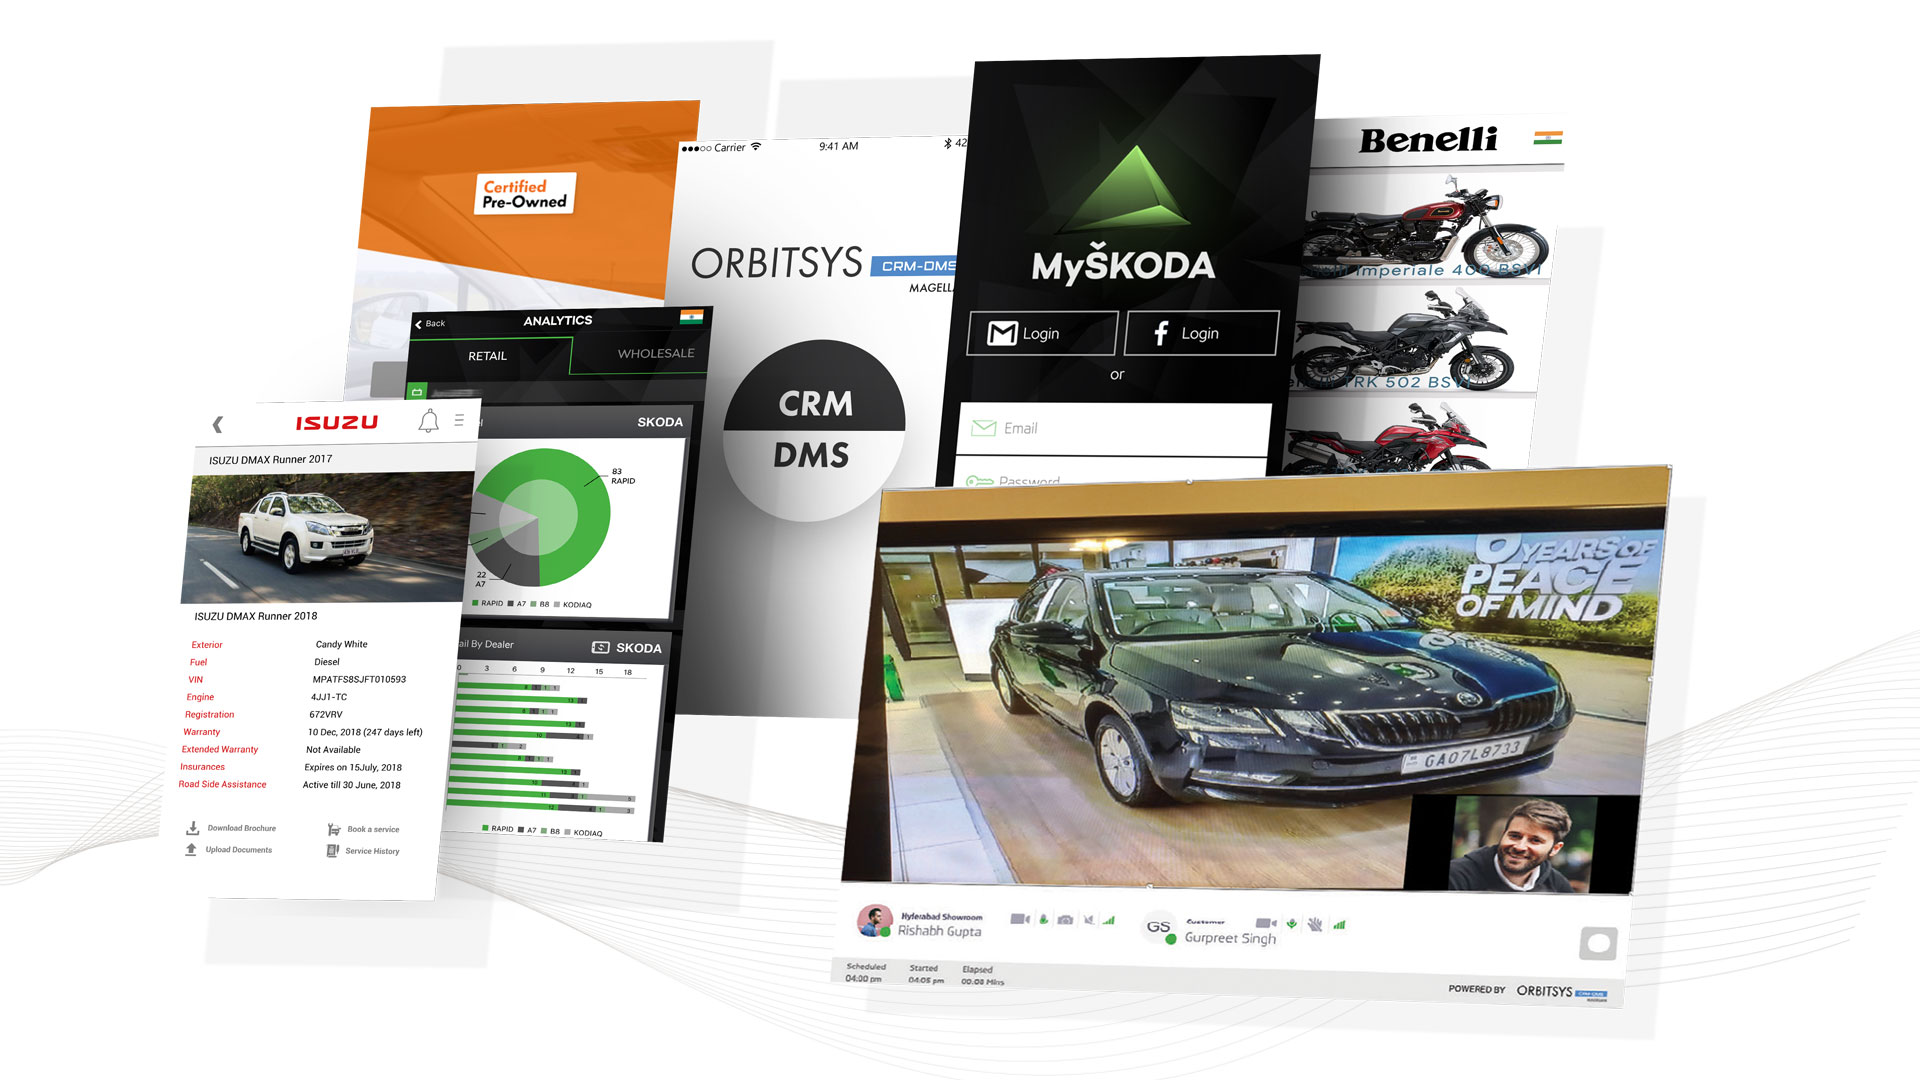 Certified
Pre-Owned
●●●○○ Carrier
9:41 AM
42
ORBITSYS
CRM-DMS
CRM
DMS
MyŠKODA
Login
Login
or
Email
Password
Benelli
Imperiale 400 BSVI
TRK 502 BSVI
Back
ANALYTICS
RETAIL
WHOLESALE
SKODA
83
RAPID
22
A7
RAPID
A7
B8
KODIAQ
ail By Dealer
SKODA
0 3 6 9 12 15 18
RAPID
A7
B8
KODIAQ
ISUZU
ISUZU DMAX Runner 2017
ISUZU DMAX Runner 2018
Exterior Candy White
Fuel Diesel
VIN MPATFS8SJFT010593
Engine 4JJ1-TC
Registration 672VRV
Warranty 10 Dec, 2018 (247 days left)
Extended Warranty Not Available
Insurances Expires on 15July, 2018
Road Side Assistance Active till 30 June, 2018
Download Brochure
Book a service
Upload Documents
Service History
6 YEARS OF
PEACE
OF MIND
GA07L8733
Hyderabad Showroom
Rishabh Gupta
GS
Customer
Gurpreet Singh
Scheduled
04:00 pm
Started
04:05 pm
Elapsed
00:08 Mins
POWERED BY
ORBITSYS